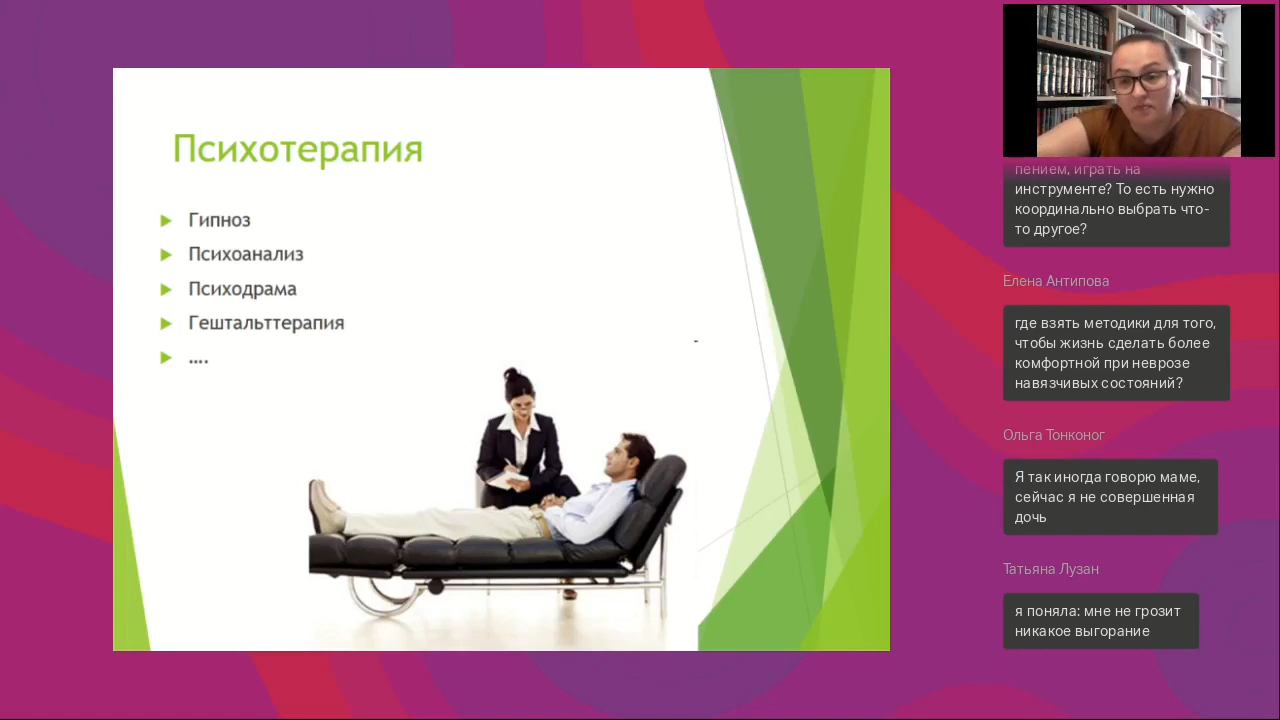 Психотерапия
Гипноз
Психоанализ
Психодрама
Гештальттерапия
....
пением, играть на
инструменте? То есть нужно
координально выбрать что-
то другое?
Елена Антипова
где взять методики для того,
чтобы жизнь сделать более
комфортной при неврозе
навязчивых состояний?
Ольга Тонконог
Я так иногда говорю маме,
сейчас я не совершенная
дочь
Татьяна Лузан
я поняла: мне не грозит
никакое выгорание